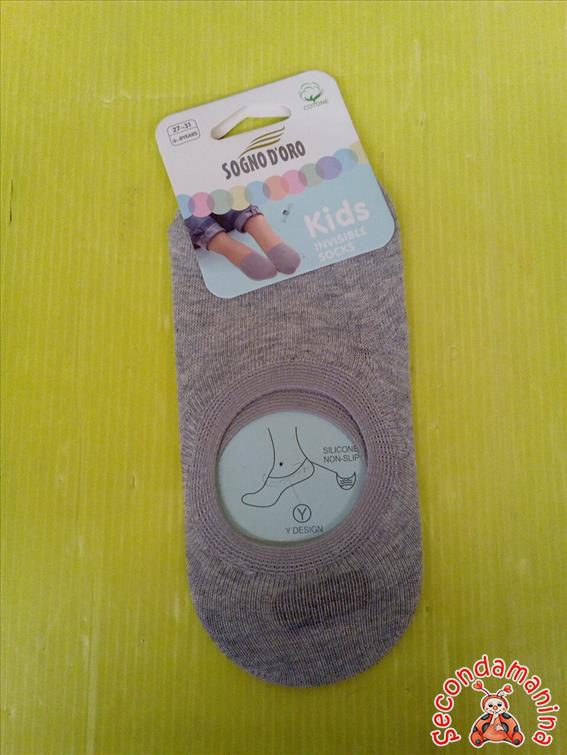 27-31
6-8YEARS
COTONE
SOGNO D'ORO
Kids
INVISIBLE
SOCKS
SILICONE
NON-SLIP
Y
Y DESIGN
Secondamanina